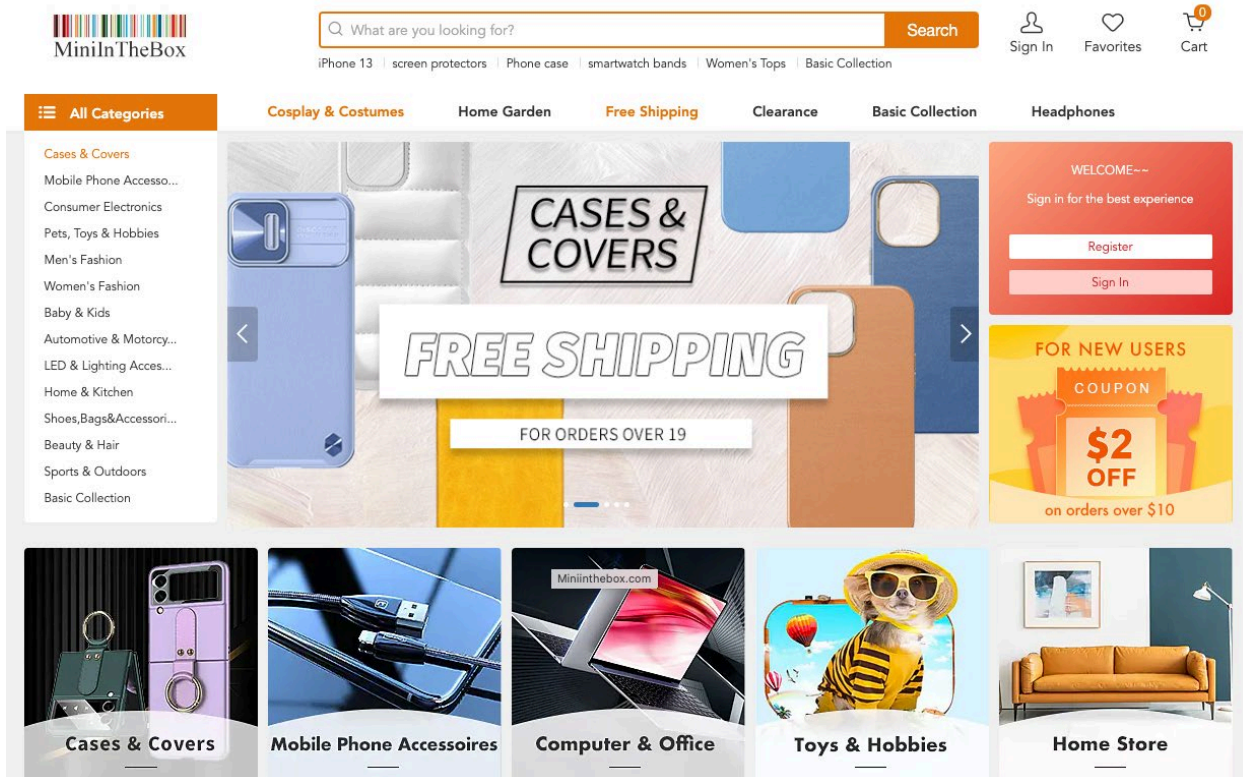 MiniInTheBox
What are you looking for?
Search
Sign In
Favorites
0
Cart
iPhone 13
screen protectors
Phone case
smartwatch bands
Women's Tops
Basic Collection
All Categories
Cosplay & Costumes
Home Garden
Free Shipping
Clearance
Basic Collection
Headphones
Cases & Covers
Mobile Phone Accesso...
Consumer Electronics
Pets, Toys & Hobbies
Men's Fashion
Women's Fashion
Baby & Kids
Automotive & Motorcy...
LED & Lighting Acces...
Home & Kitchen
Shoes,Bags&Accessori...
Beauty & Hair
Sports & Outdoors
Basic Collection
CASES &
COVERS
FREE SHIPPING
FOR ORDERS OVER 19
WELCOME~~
Sign in for the best experience
Register
Sign In
FOR NEW USERS
COUPON
$2
OFF
on orders over $10
Miniinthebox.com
Cases & Covers
Mobile Phone Accessoires
Computer & Office
Toys & Hobbies
Home Store